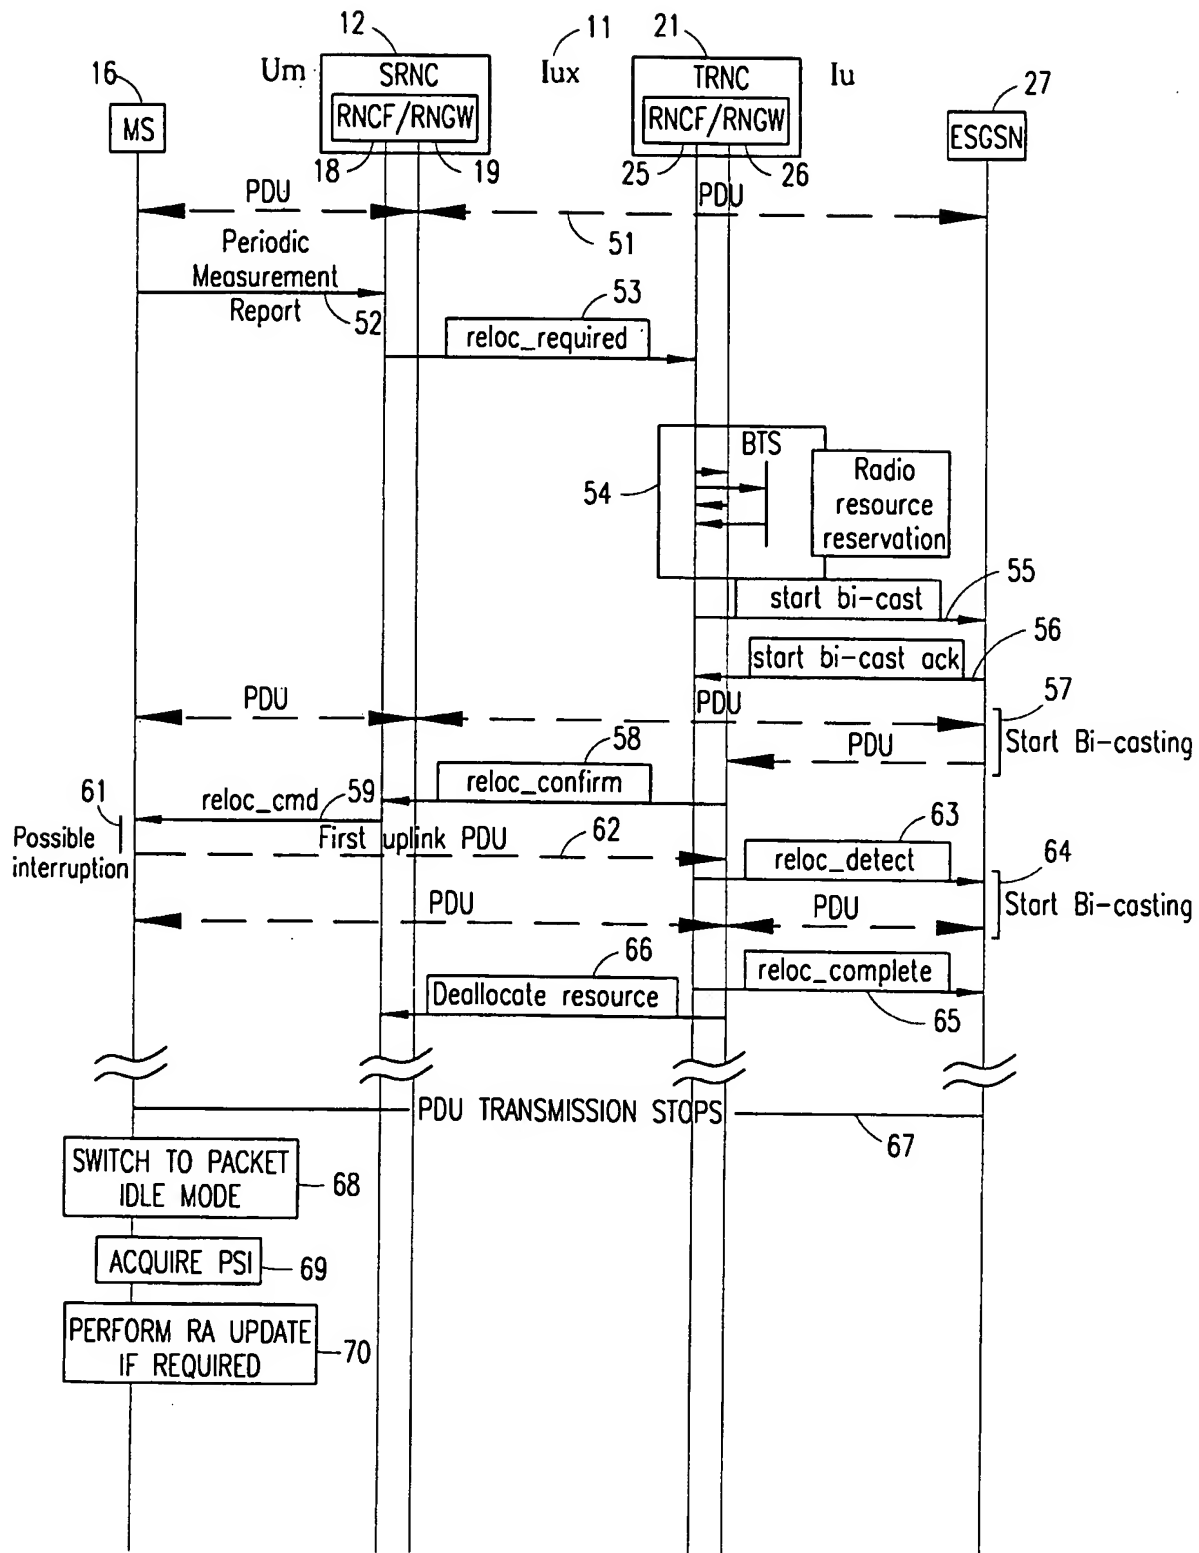 12
11
21
Um
SRNC
Iux
TRNC
Iu
16
27
MS
RNCF/RNGW
RNCF/RNGW
ESGSN
18
19
25
26
PDU
PDU
51
Periodic
Measurement
Report
52
53
reloc_required
BTS
54
Radio
resource
reservation
start bi-cast
55
56
start bi-cast ack
57
PDU
PDU
Start Bi-casting
PDU
58
reloc_confirm
61
reloc_cmd
59
Possible
interruption
First uplink PDU
62
63
reloc_detect
64
PDU
PDU
Start Bi-casting
66
reloc_complete
Deallocate resource
65
PDU TRANSMISSION STOPS
67
SWITCH TO PACKET
IDLE MODE
68
ACQUIRE PSI
69
PERFORM RA UPDATE
IF REQUIRED
70